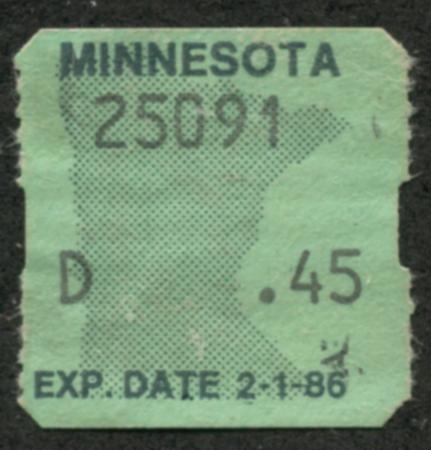 MINNESOTA
25091
D .45
EXP. DATE 2-1-86